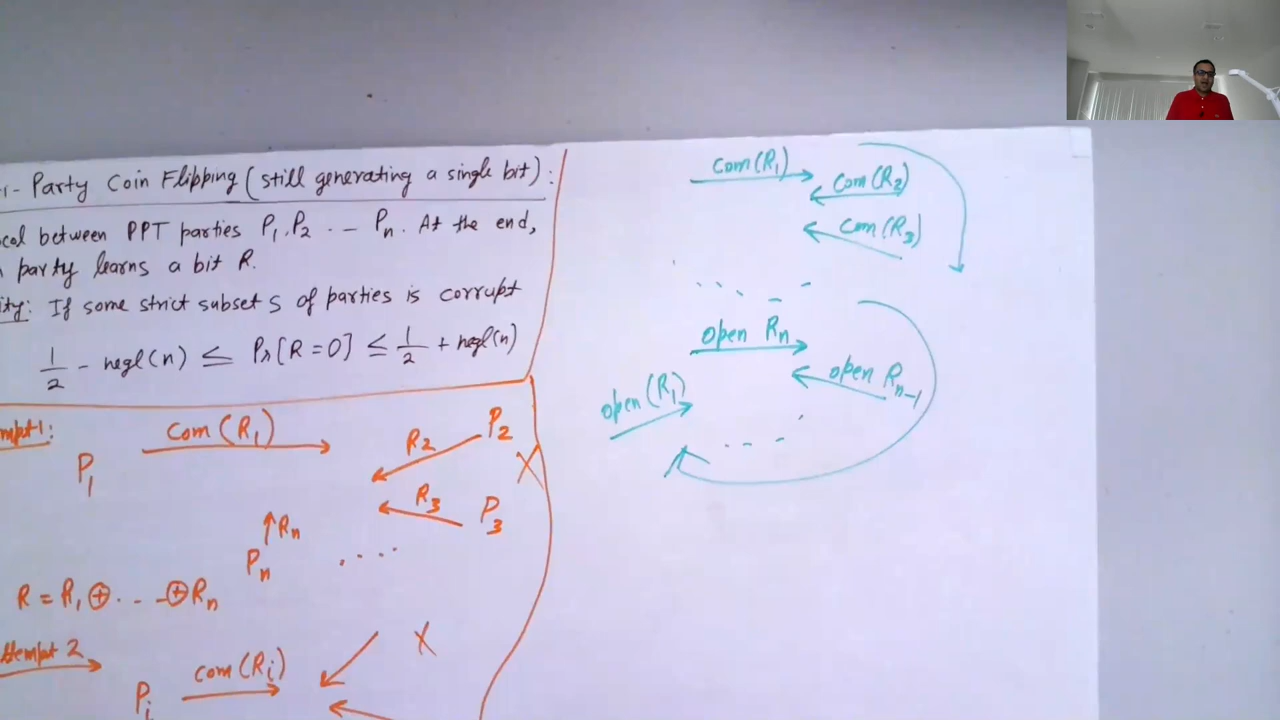 i- Party Coin Flipping (still generating a single bit):
ocol between PPT parties P1, P2 ... Pn. At the end,
party learns a bit R.
ity: If some strict subset S of parties is corrupt
1/2 - negl(n) ≤ Pr[R=0] ≤ 1/2 + negl(n)
mpt 1:
P1
com(R1)
R2
P2
X
R3
P3
Rn
Pn
....
R = R1 ⊕ ... ⊕ Rn
ttempt 2
Pi
com(Ri)
X
com(R1)
com(R2)
com(R3)
open Rn
open Rn-1
open(R1)